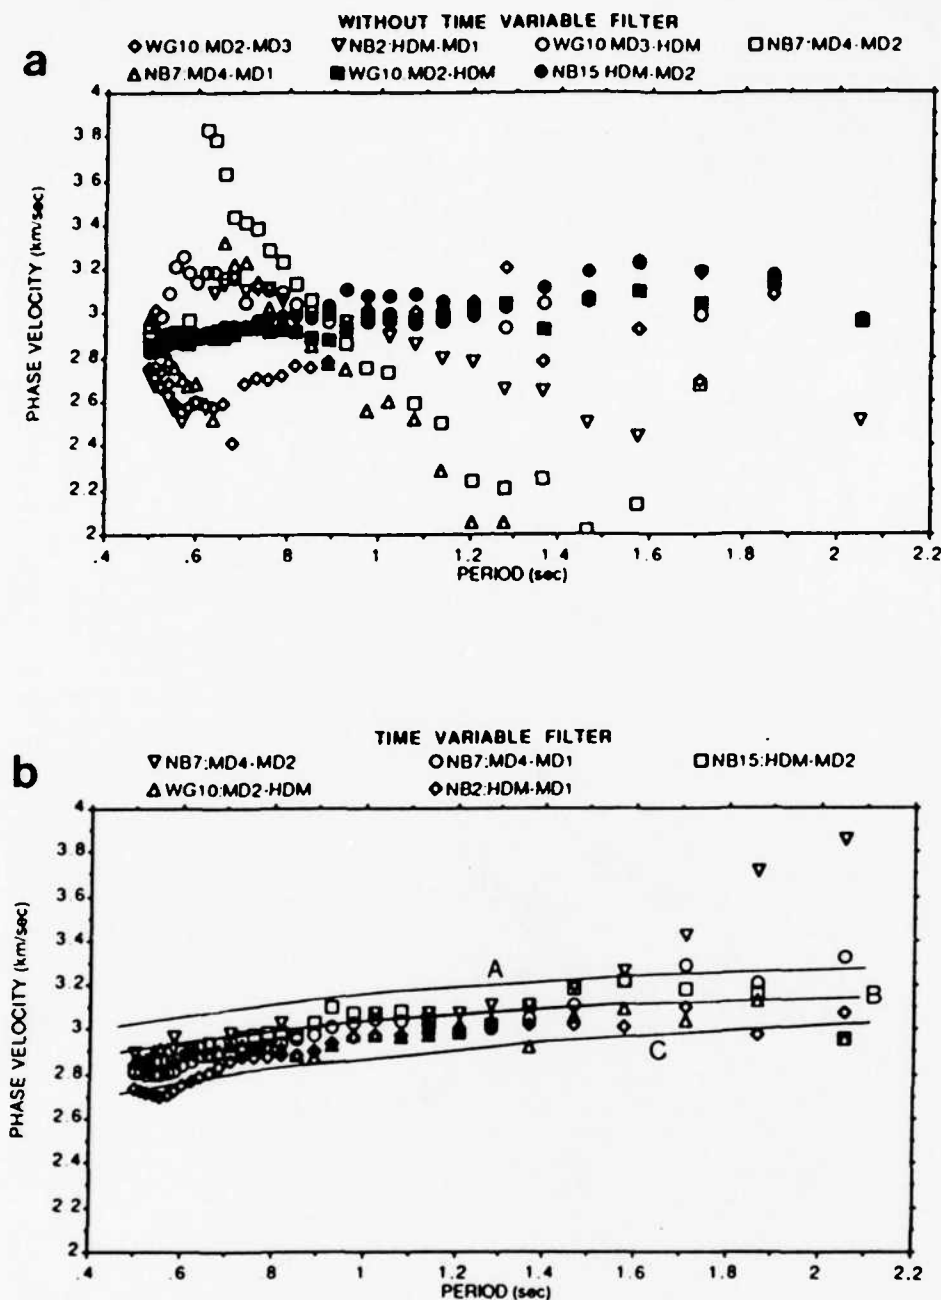 WITHOUT TIME VARIABLE FILTER
a
◇WG10:MD2-MD3 ▽NB2:HDM-MD1 ○WG10:MD3-HDM □NB7:MD4-MD2
△NB7:MD4-MD1 ■WG10:MD2-HDM ●NB15:HDM-MD2
4
3.8
3.6
3.4
3.2
3
2.8
2.6
2.4
2.2
2
PHASE VELOCITY (km/sec)
.4 .6 .8 1 1.2 1.4 1.6 1.8 2 2.2
PERIOD (sec)
TIME VARIABLE FILTER
b
▽NB7:MD4-MD2 ○NB7:MD4-MD1 □NB15:HDM-MD2
△WG10:MD2-HDM ◇NB2:HDM-MD1
4
3.8
3.6
3.4
3.2
3
2.8
2.6
2.4
2.2
2
PHASE VELOCITY (km/sec)
A
B
C
.4 .6 .8 1 1.2 1.4 1.6 1.8 2 2.2
PERIOD (sec)